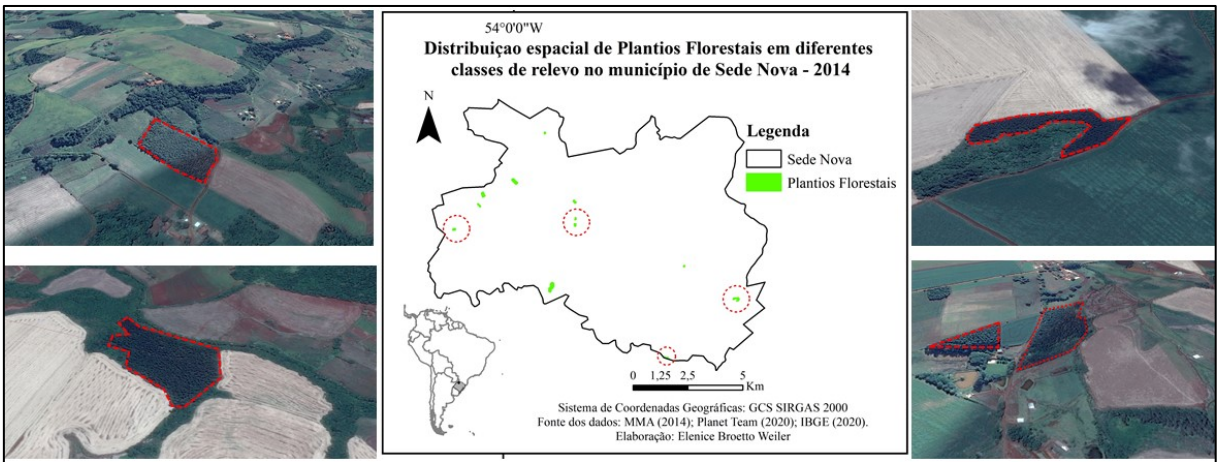 54°0'0"W
Distribuiçao espacial de Plantios Florestais em diferentes
classes de relevo no município de Sede Nova - 2014
N
Legenda
Sede Nova
Plantios Florestais
0 1,25 2,5 5
Km
Sistema de Coordenadas Geográficas: GCS SIRGAS 2000
Fonte dos dados: MMA (2014); Planet Team (2020); IBGE (2020).
Elaboração: Elenice Broetto Weiler